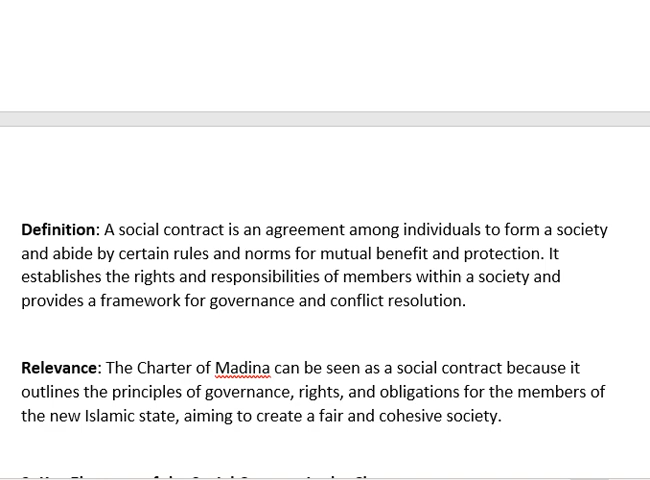 Definition: A social contract is an agreement among individuals to form a society
and abide by certain rules and norms for mutual benefit and protection. It
establishes the rights and responsibilities of members within a society and
provides a framework for governance and conflict resolution.
Relevance: The Charter of Madina can be seen as a social contract because it
outlines the principles of governance, rights, and obligations for the members of
the new Islamic state, aiming to create a fair and cohesive society.